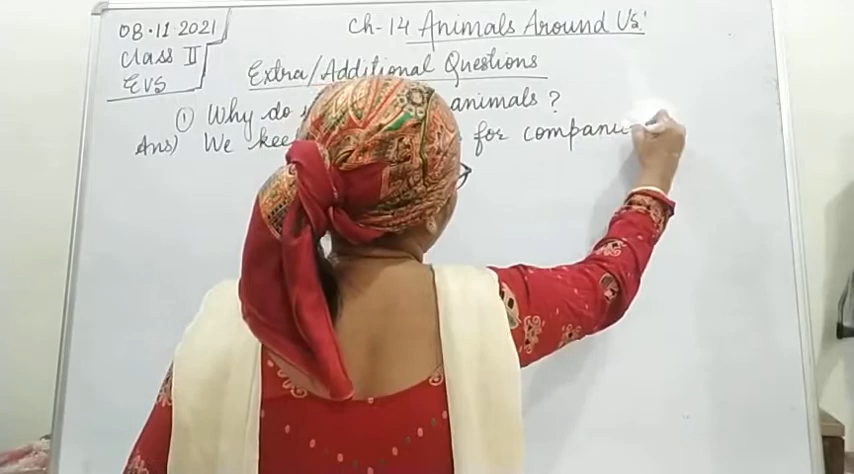 08.11.2021
Class II
EVS
Ch-14 Animals Around Us'
Extra/Additional Questions
① Why do animals?
Ans) We kee for companu